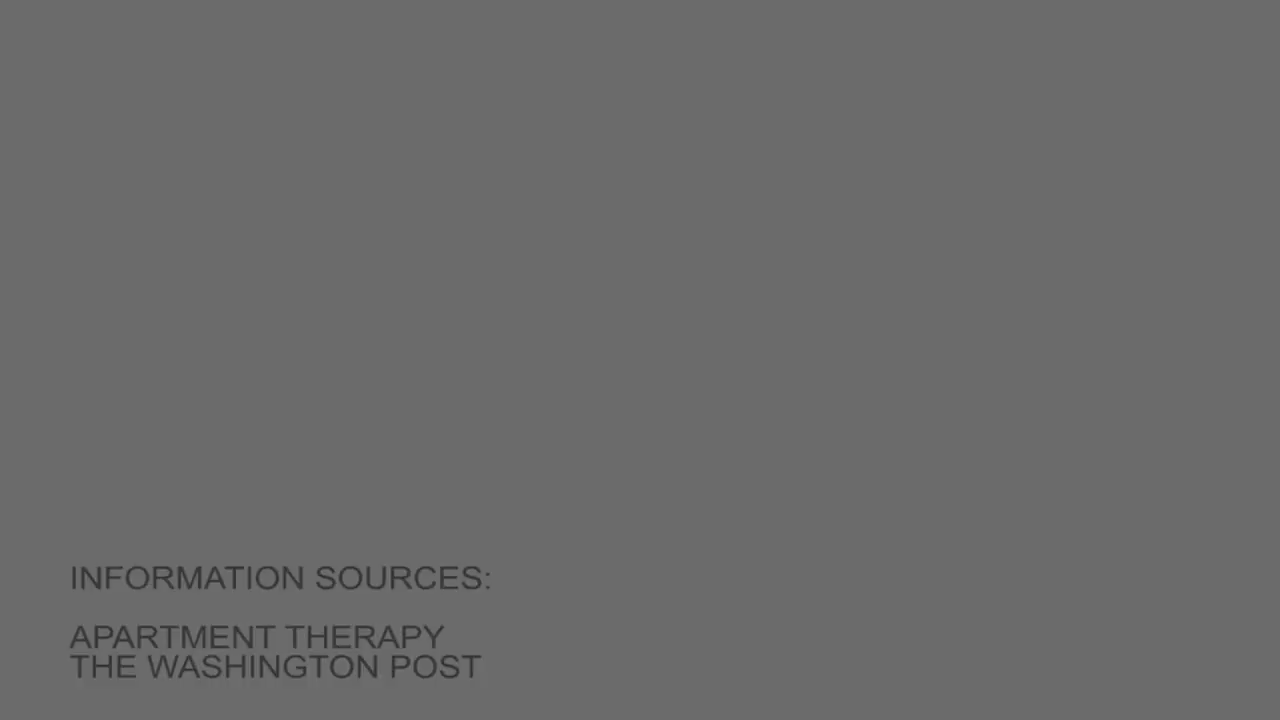 INFORMATION SOURCES:
APARTMENT THERAPY
THE WASHINGTON POST